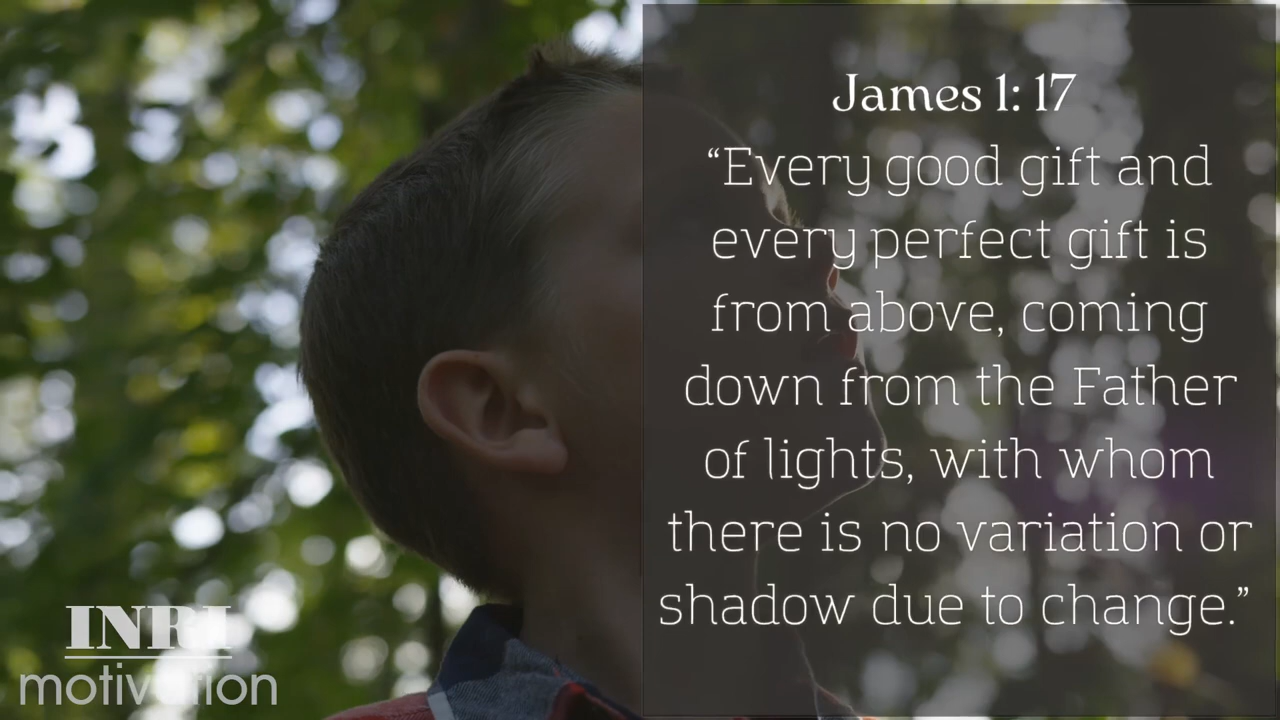 James 1: 17
“Every good gift and
every perfect gift is
from above, coming
down from the Father
of lights, with whom
there is no variation or
shadow due to change.”
INRI
motivation